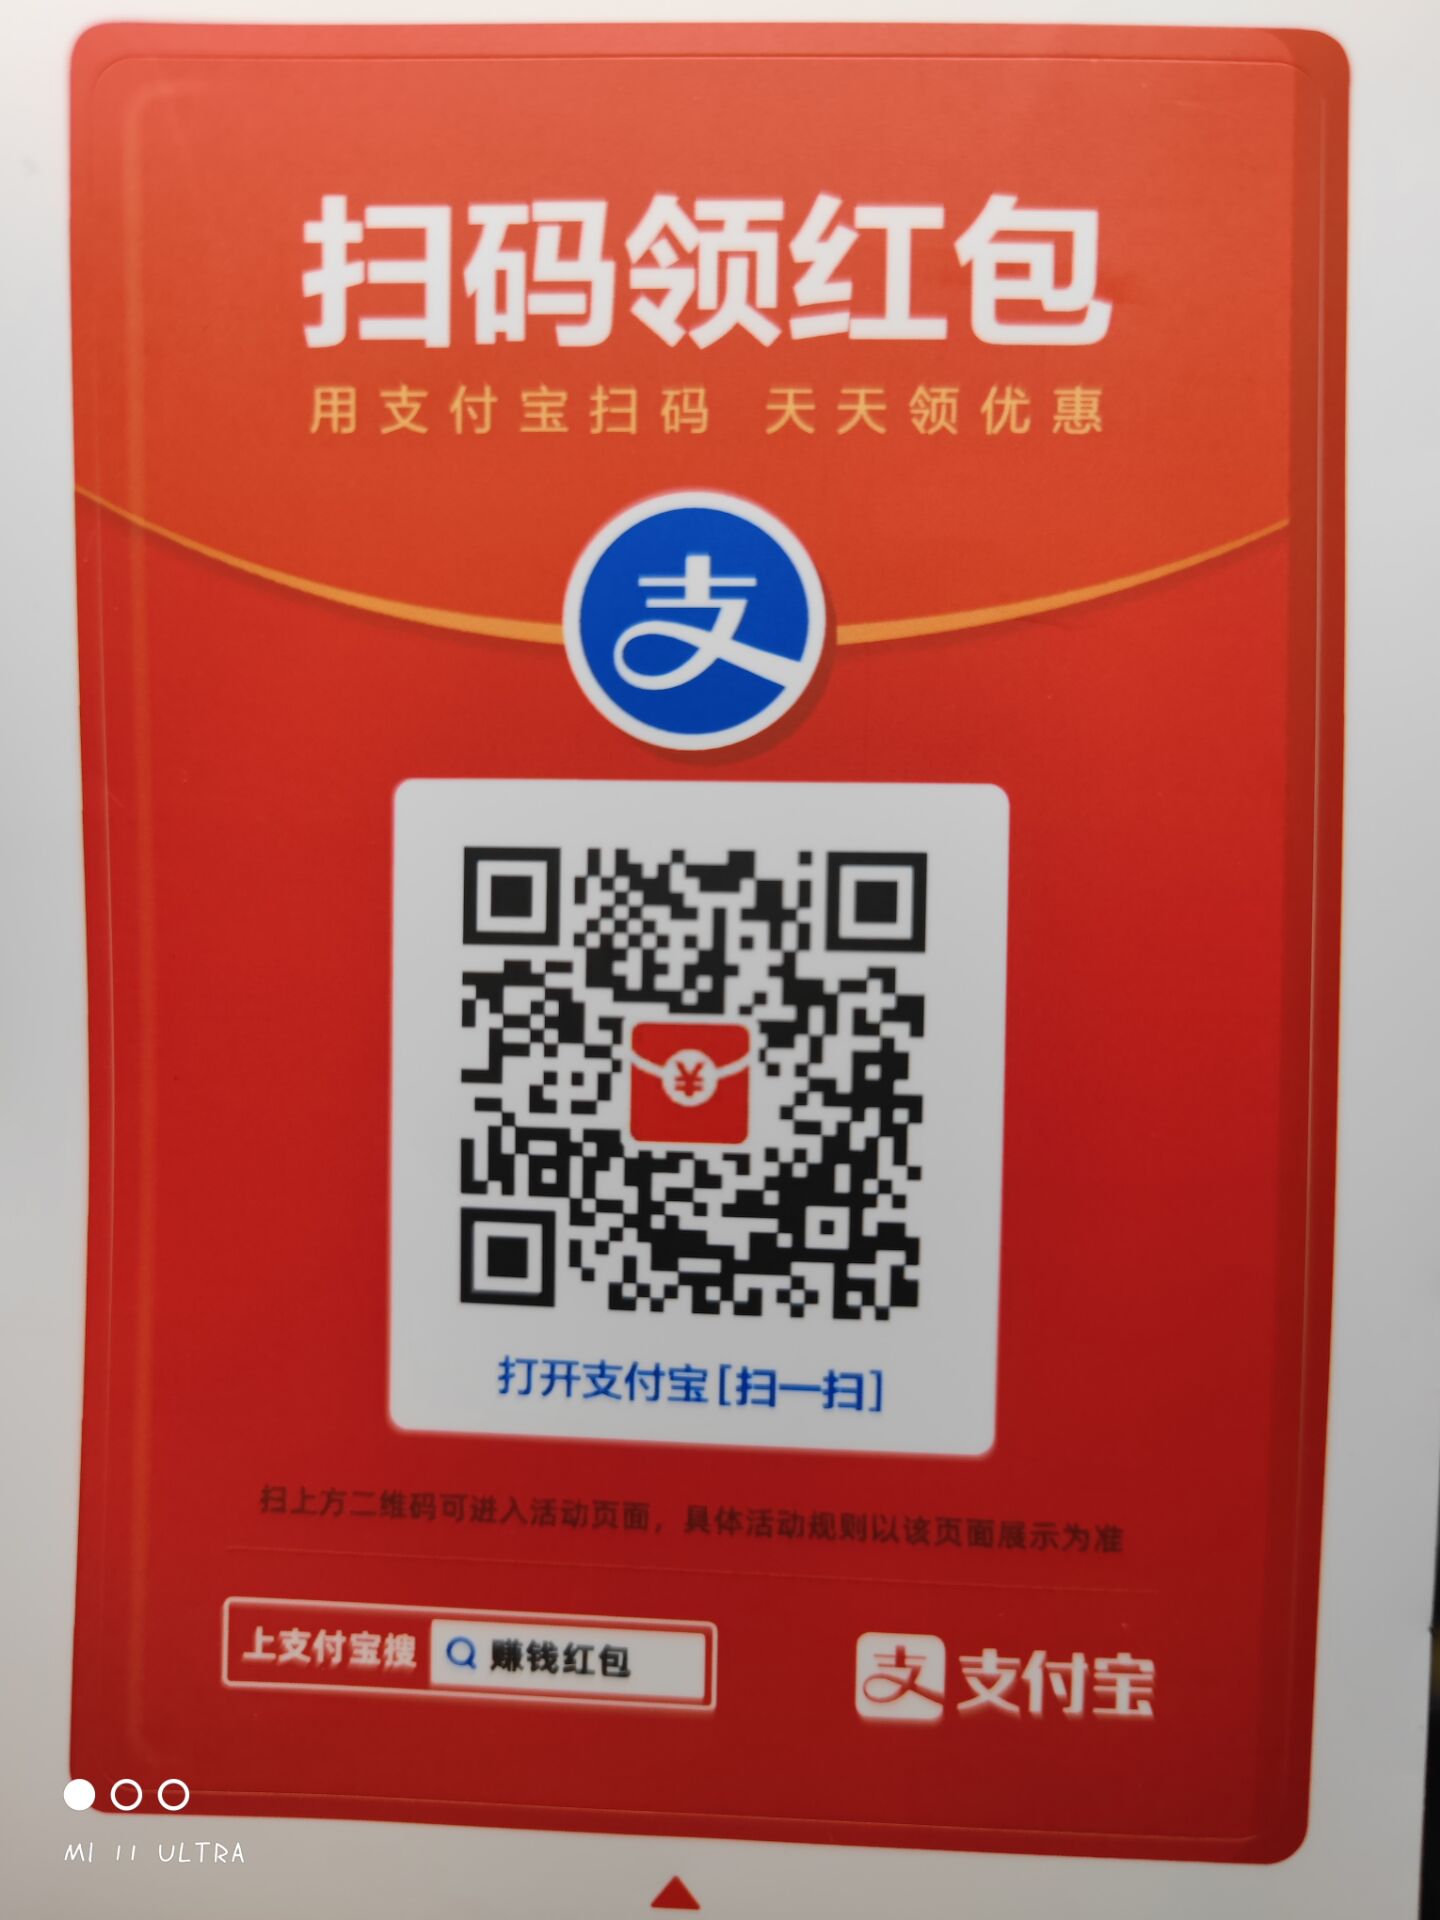 扫码领红包
用支付宝扫码 天天领优惠
支
打开支付宝[扫一扫]
扫上方二维码可进入活动页面，具体活动规则以该页面展示为准
上支付宝搜 赚钱红包
支 支付宝
MI 11 ULTRA